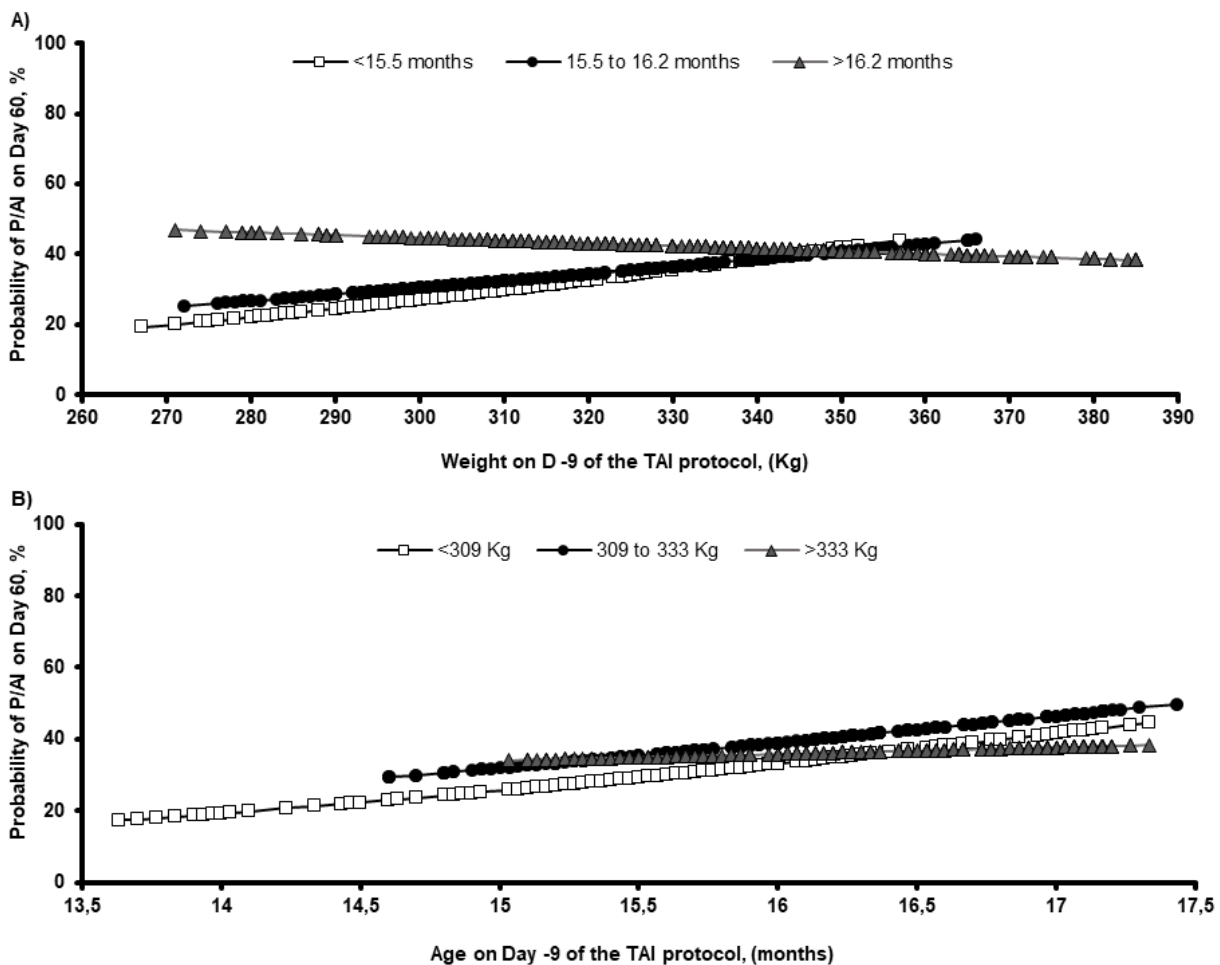 A)
Probability of P/AI on Day 60, %
<15.5 months 15.5 to 16.2 months >16.2 months
100
80
60
40
20
0
260 270 280 290 300 310 320 330 340 350 360 370 380 390
Weight on D -9 of the TAI protocol, (Kg)
B)
Probability of P/AI on Day 60, %
<309 Kg 309 to 333 Kg >333 Kg
100
80
60
40
20
0
13,5 14 14,5 15 15,5 16 16,5 17 17,5
Age on Day -9 of the TAI protocol, (months)